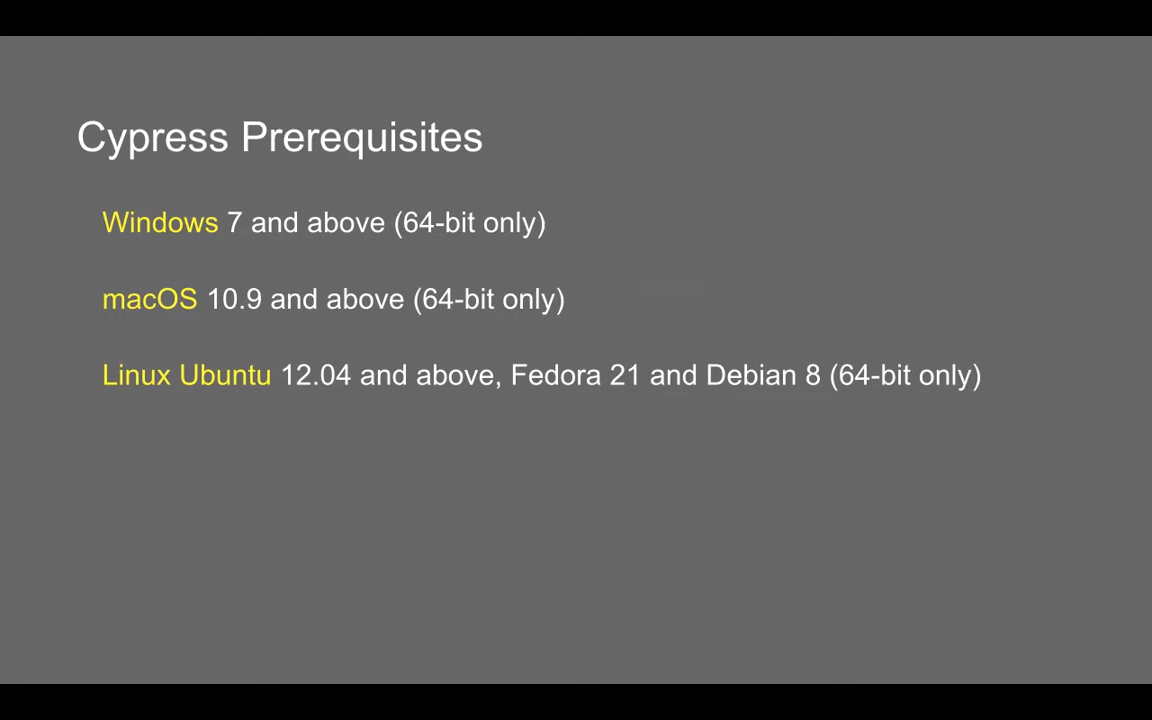 Cypress Prerequisites
Windows 7 and above (64-bit only)
macOS 10.9 and above (64-bit only)
Linux Ubuntu 12.04 and above, Fedora 21 and Debian 8 (64-bit only)